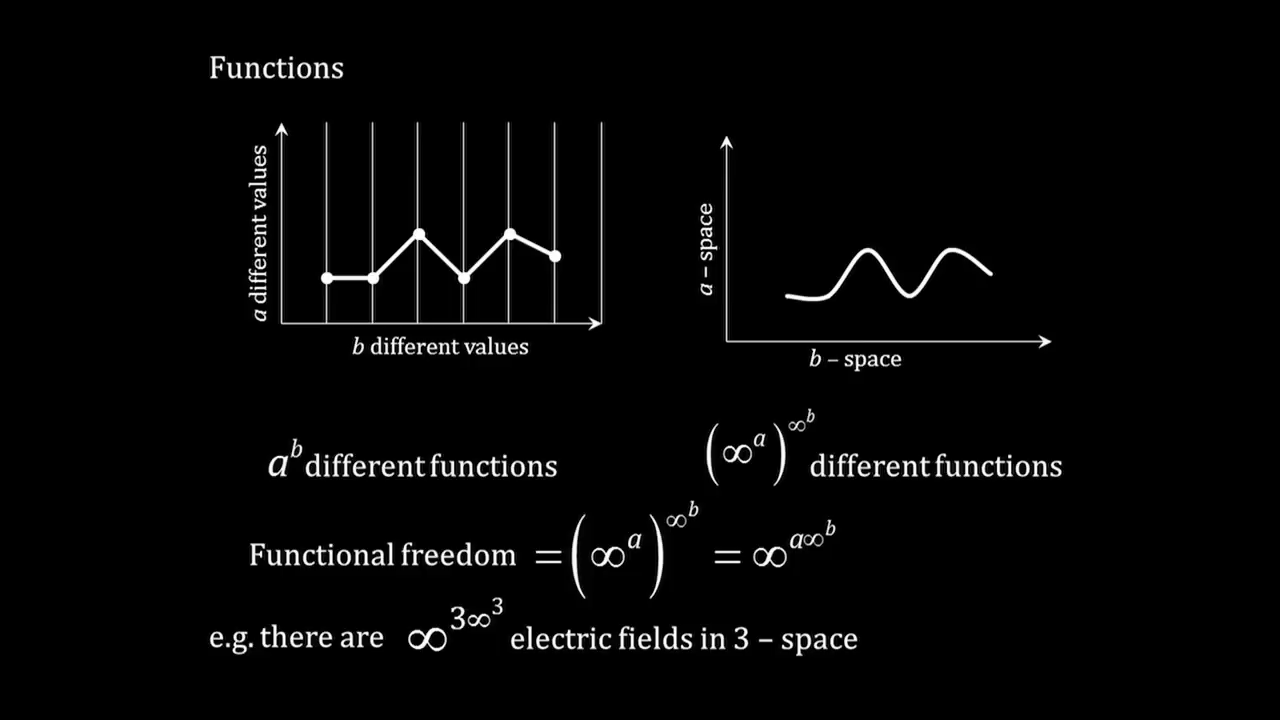 Functions
a different values
b different values
a – space
b – space
a^b different functions
(∞^a)^∞^b different functions
Functional freedom = (∞^a)^∞^b = ∞^a∞^b
e.g. there are ∞^3∞^3 electric fields in 3 – space